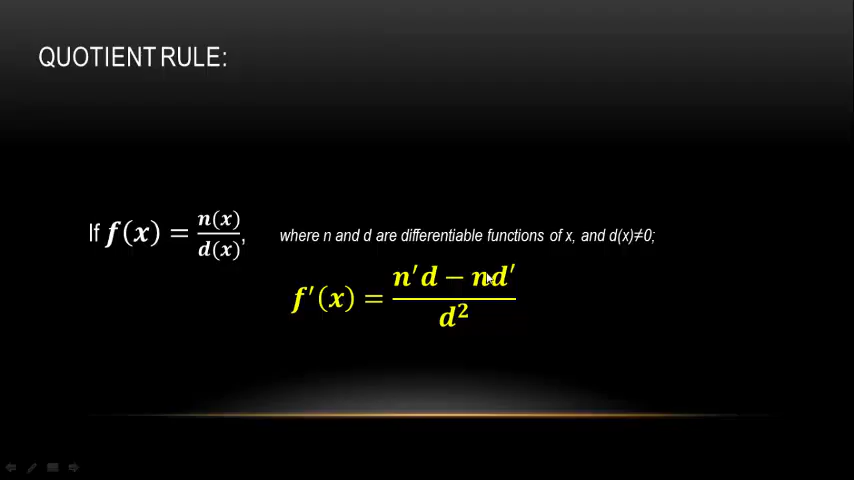 QUOTIENT RULE:
If f(x) = n(x)/d(x), where n and d are differentiable functions of x, and d(x)≠0;
f′(x) = (n′d − nd′)/d²